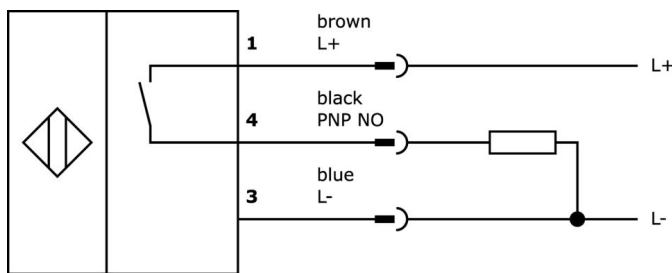 brown
1 L+
L+
black
4 PNP NO
blue
3 L-
L-